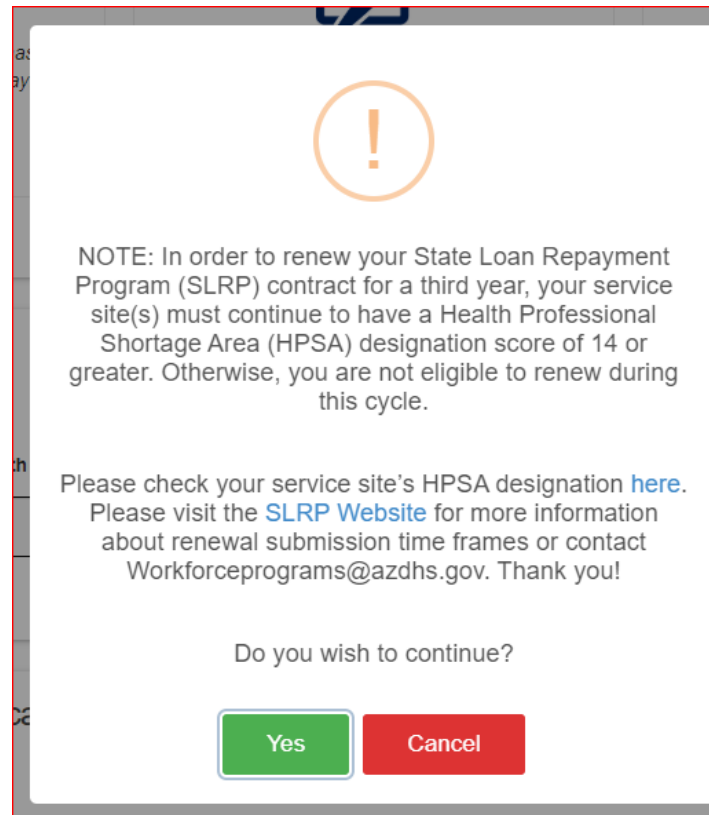 as
ay
!
NOTE: In order to renew your State Loan Repayment
Program (SLRP) contract for a third year, your service
site(s) must continue to have a Health Professional
Shortage Area (HPSA) designation score of 14 or
greater. Otherwise, you are not eligible to renew during
this cycle.
th
Please check your service site's HPSA designation here.
Please visit the SLRP Website for more information
about renewal submission time frames or contact
Workforceprograms@azdhs.gov. Thank you!
Do you wish to continue?
ca
Yes Cancel